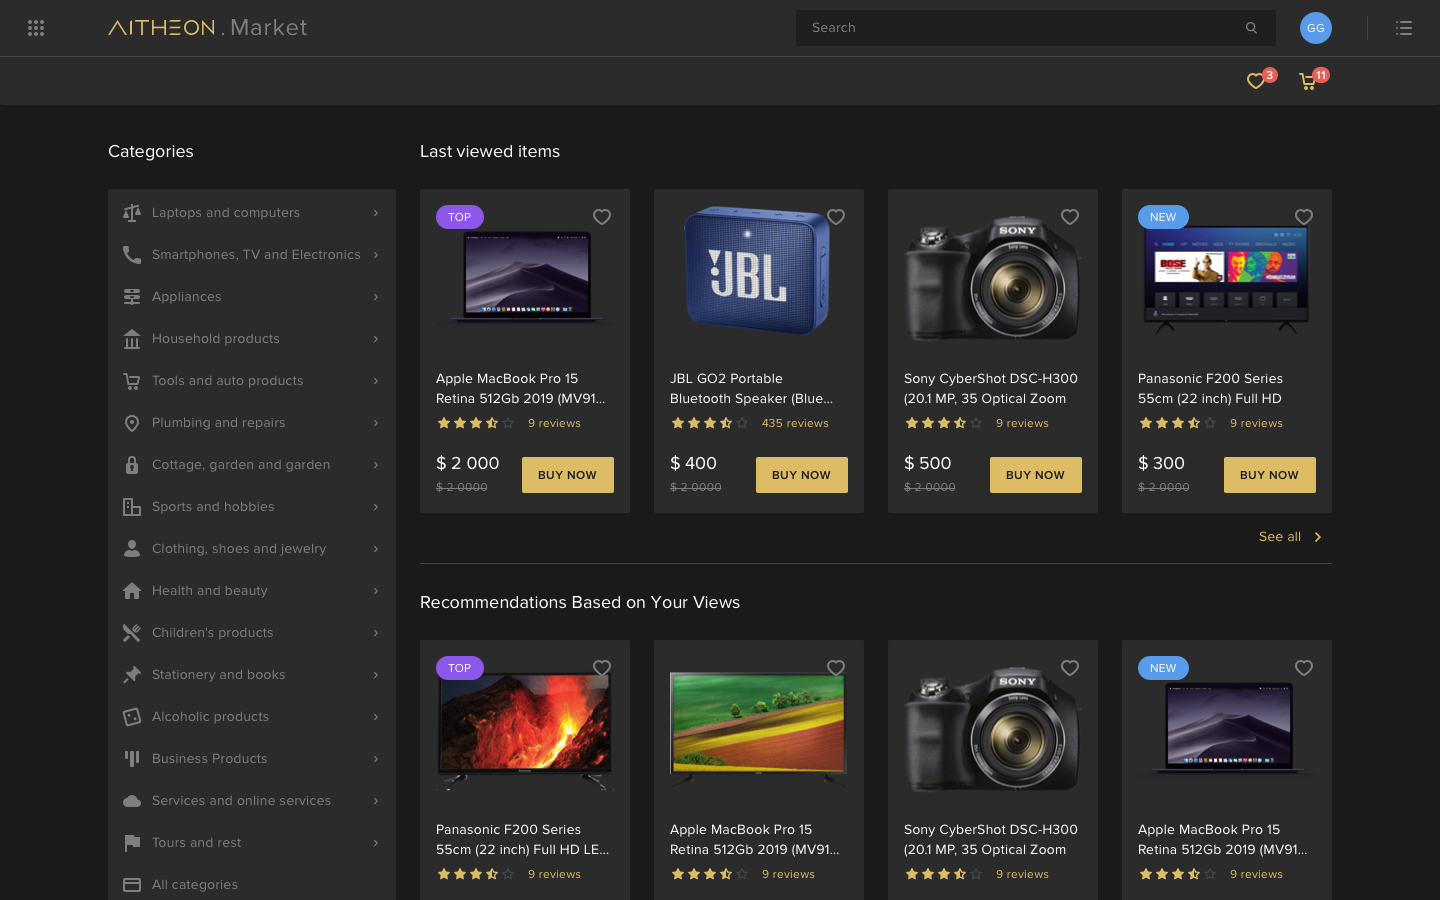 AITHEON . Market
Search
GG
3
11
Categories
Laptops and computers
Smartphones, TV and Electronics
Appliances
Household products
Tools and auto products
Plumbing and repairs
Cottage, garden and garden
Sports and hobbies
Clothing, shoes and jewelry
Health and beauty
Children's products
Stationery and books
Alcoholic products
Business Products
Services and online services
Tours and rest
All categories
Last viewed items
TOP
Apple MacBook Pro 15
Retina 512Gb 2019 (MV91...
9 reviews
$ 2 000
$ 2 0000
BUY NOW
JBL
JBL GO2 Portable
Bluetooth Speaker (Blue...
435 reviews
$ 400
$ 2 0000
BUY NOW
SONY
Sony CyberShot DSC-H300
(20.1 MP, 35 Optical Zoom
9 reviews
$ 500
$ 2 0000
BUY NOW
NEW
BOSE
Panasonic F200 Series
55cm (22 inch) Full HD
9 reviews
$ 300
$ 2 0000
BUY NOW
See all
Recommendations Based on Your Views
TOP
Panasonic F200 Series
55cm (22 inch) Full HD LE...
9 reviews
Apple MacBook Pro 15
Retina 512Gb 2019 (MV91...
9 reviews
SONY
Sony CyberShot DSC-H300
(20.1 MP, 35 Optical Zoom
9 reviews
NEW
Apple MacBook Pro 15
Retina 512Gb 2019 (MV91...
9 reviews